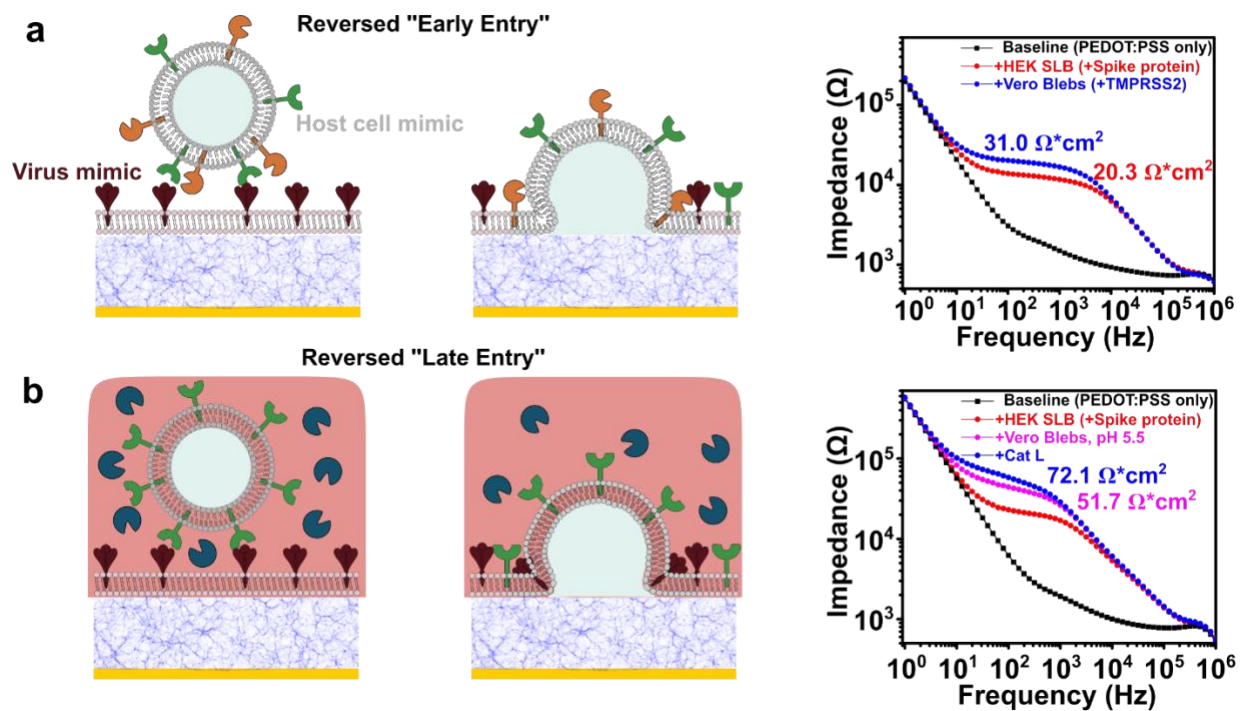 a
Reversed "Early Entry"
Host cell mimic
Virus mimic
Baseline (PEDOT:PSS only)
+HEK SLB (+Spike protein)
+Vero Blebs (+TMPRSS2)
31.0 Ω*cm²
20.3 Ω*cm²
Impedance (Ω)
10⁵
10⁴
10³
10⁰ 10¹ 10² 10³ 10⁴ 10⁵ 10⁶
Frequency (Hz)
Reversed "Late Entry"
b
Baseline (PEDOT:PSS only)
+HEK SLB (+Spike protein)
+Vero Blebs, pH 5.5
+Cat L
72.1 Ω*cm²
51.7 Ω*cm²
Impedance (Ω)
10⁵
10⁴
10³
10⁰ 10¹ 10² 10³ 10⁴ 10⁵ 10⁶
Frequency (Hz)